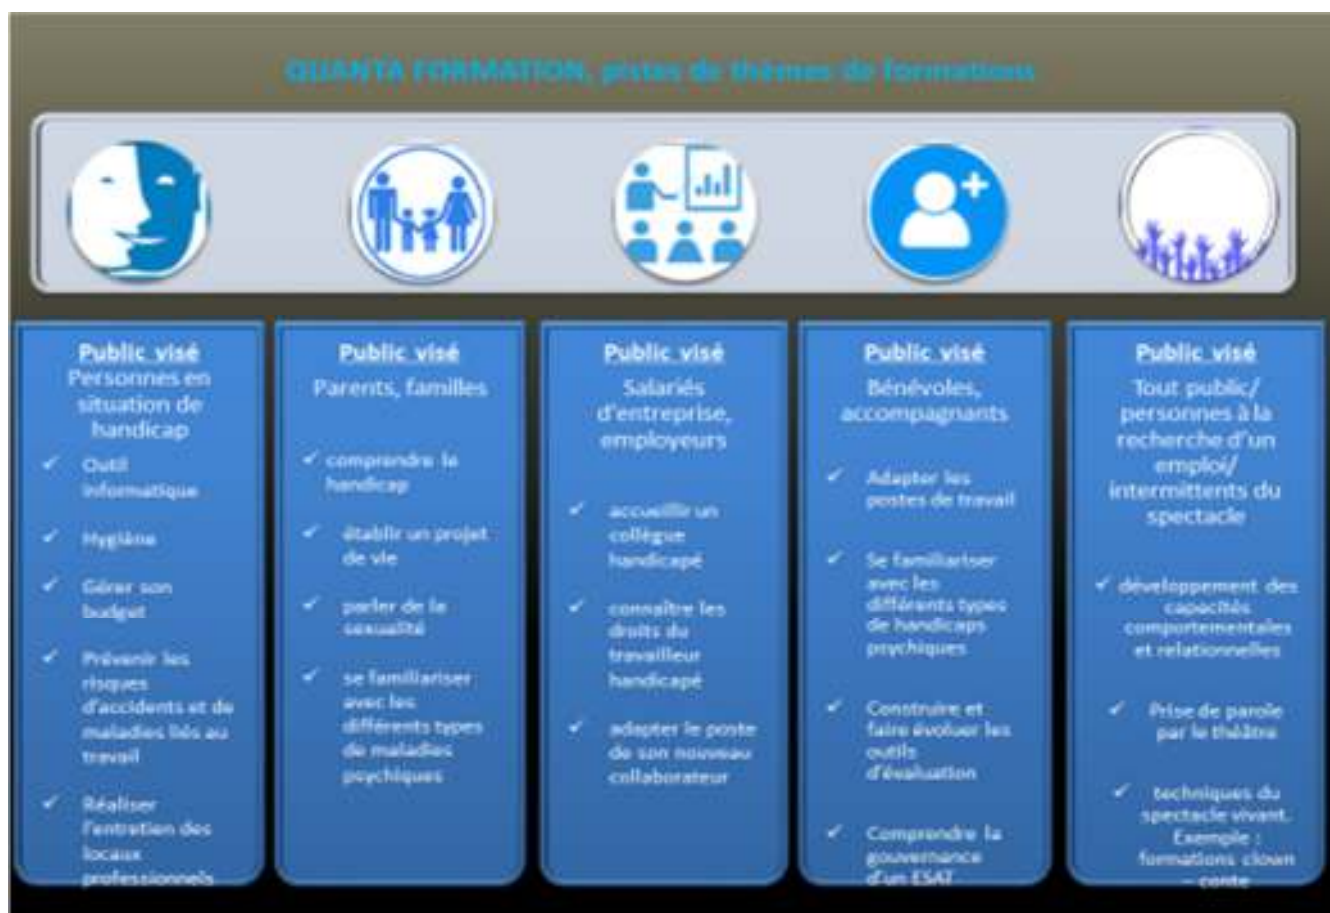 QUANTA FORMATION, pistes de thèmes de formations
Public visé
Personnes en
situation de
handicap
Outil
informatique
Hygiène
Gérer son
budget
Prévenir les
risques
d'accidents et de
maladies liés au
travail
Réaliser
l'entretien des
locaux
professionnels
Public visé
Parents, familles
comprendre le
handicap
établir un projet
de vie
parler de la
sexualité
se familiariser
avec les
différents types
de maladies
psychiques
Public visé
Salariés
d'entreprise,
employeurs
accueillir un
collègue
handicapé
connaître les
droits du
travailleur
handicapé
adapter le poste
de son nouveau
collaborateur
Public visé
Bénévoles,
accompagnants
Adapter les
postes de travail
Se familiariser
avec les
différents types
de handicaps
psychiques
Construire et
faire évoluer les
outils
d'évaluation
Comprendre la
gouvernance
d'un ESAT
Public visé
Tout public/
personnes à la
recherche d'un
emploi/
intermittents du
spectacle
développement des
capacités
comportementales
et relationnelles
Prise de parole
par le théâtre
techniques du
spectacle vivant.
Exemple :
formations clown
– conte